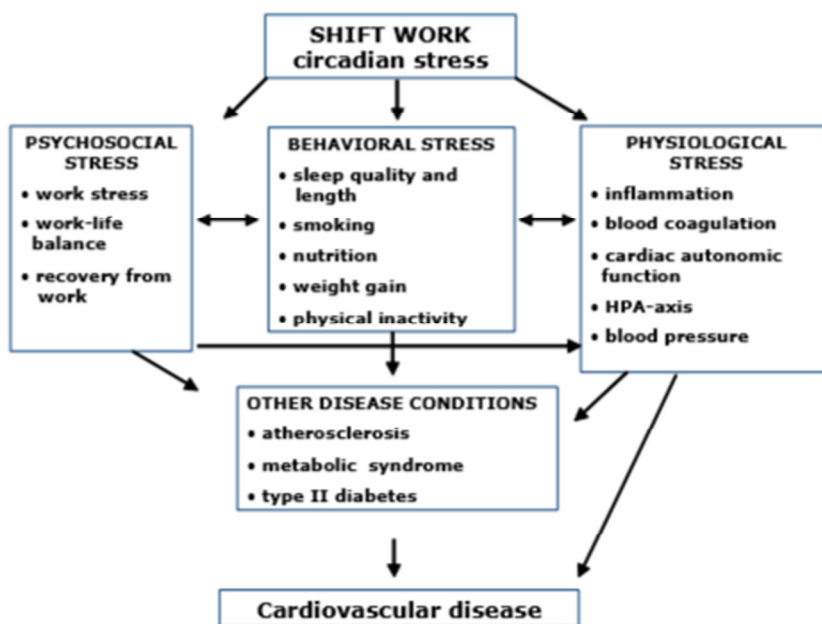 SHIFT WORK
circadian stress
PSYCHOSOCIAL
STRESS
• work stress
• work-life
balance
• recovery from
work
BEHAVIORAL STRESS
• sleep quality and
length
• smoking
• nutrition
• weight gain
• physical inactivity
PHYSIOLOGICAL
STRESS
• inflammation
• blood coagulation
• cardiac autonomic
function
• HPA-axis
• blood pressure
OTHER DISEASE CONDITIONS
• atherosclerosis
• metabolic syndrome
• type II diabetes
Cardiovascular disease